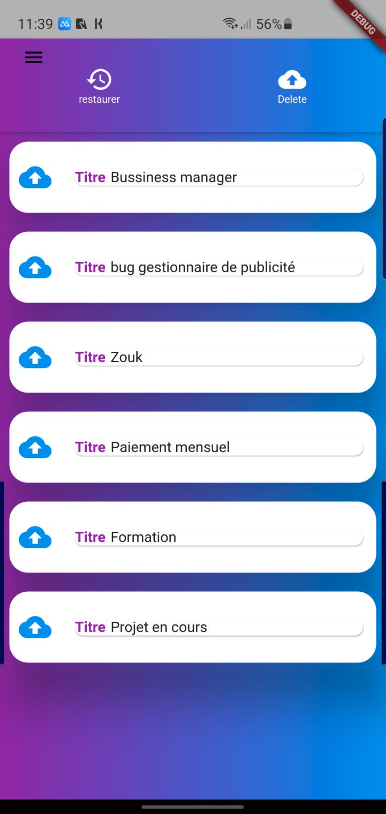 11:39 56%
DEBUG
restaurer Delete
Titre Bussiness manager
Titre bug gestionnaire de publicité
Titre Zouk
Titre Paiement mensuel
Titre Formation
Titre Projet en cours